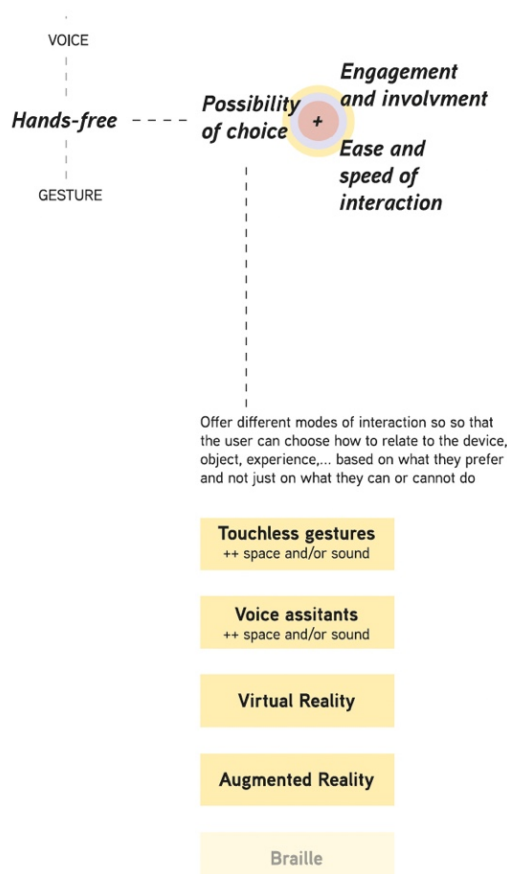 VOICE
Hands-free
GESTURE
Possibility
of choice
+
Engagement
and involvment
Ease and
speed of
interaction
Offer different modes of interaction so so that
the user can choose how to relate to the device,
object, experience,... based on what they prefer
and not just on what they can or cannot do
Touchless gestures
++ space and/or sound
Voice assitants
++ space and/or sound
Virtual Reality
Augmented Reality
Braille